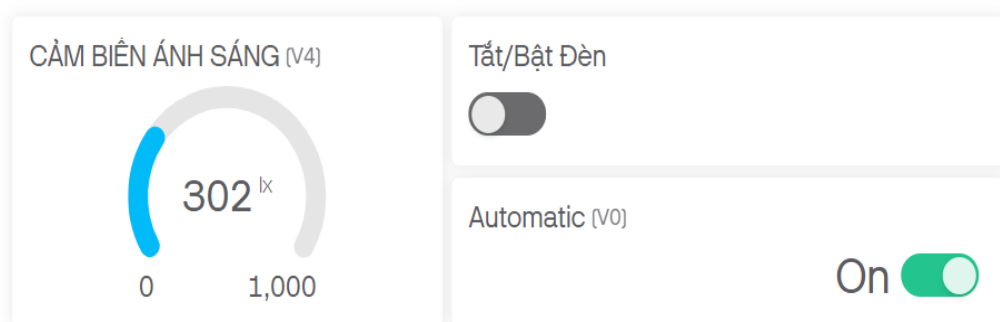 CẢM BIẾN ÁNH SÁNG (V4)
302 lx
0 1,000
Tắt/Bật Đèn
Automatic (V0)
On